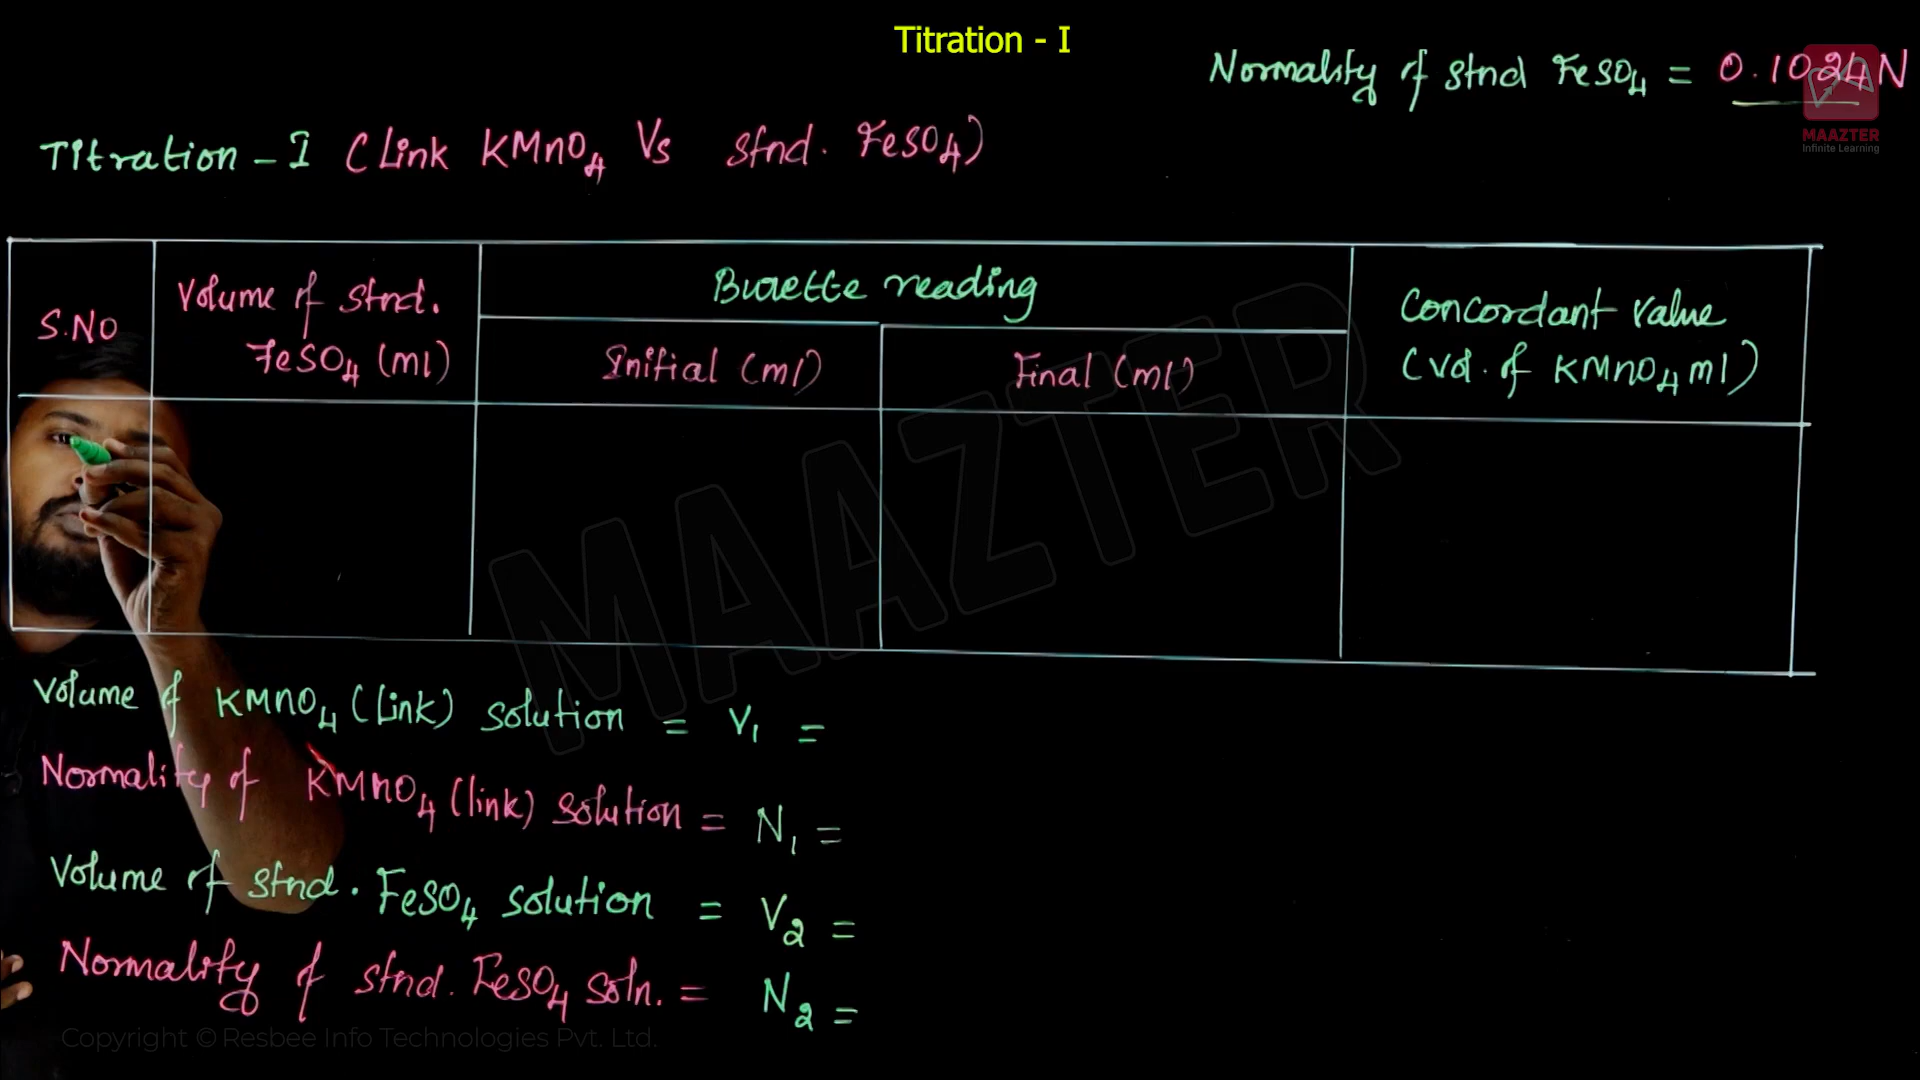 Titration - I
Normality of stnd FeSO4 = 0.1024 N
MAAZTER
Infinite Learning
Titration - I (Link KMnO4 Vs stnd. FeSO4)
S.NO
Volume of stnd.
FeSO4 (ml)
Burette reading
Initial (ml)
Final (ml)
Concordant value
(Vol. of KMnO4 ml)
MAAZTER
Volume of KMnO4 (Link) solution = V1 =
Normality of KMnO4 (link) solution = N1 =
Volume of stnd. FeSO4 solution = V2 =
Normality of stnd. FeSO4 soln. = N2 =
Copyright © Resbee Info Technologies Pvt. Ltd.